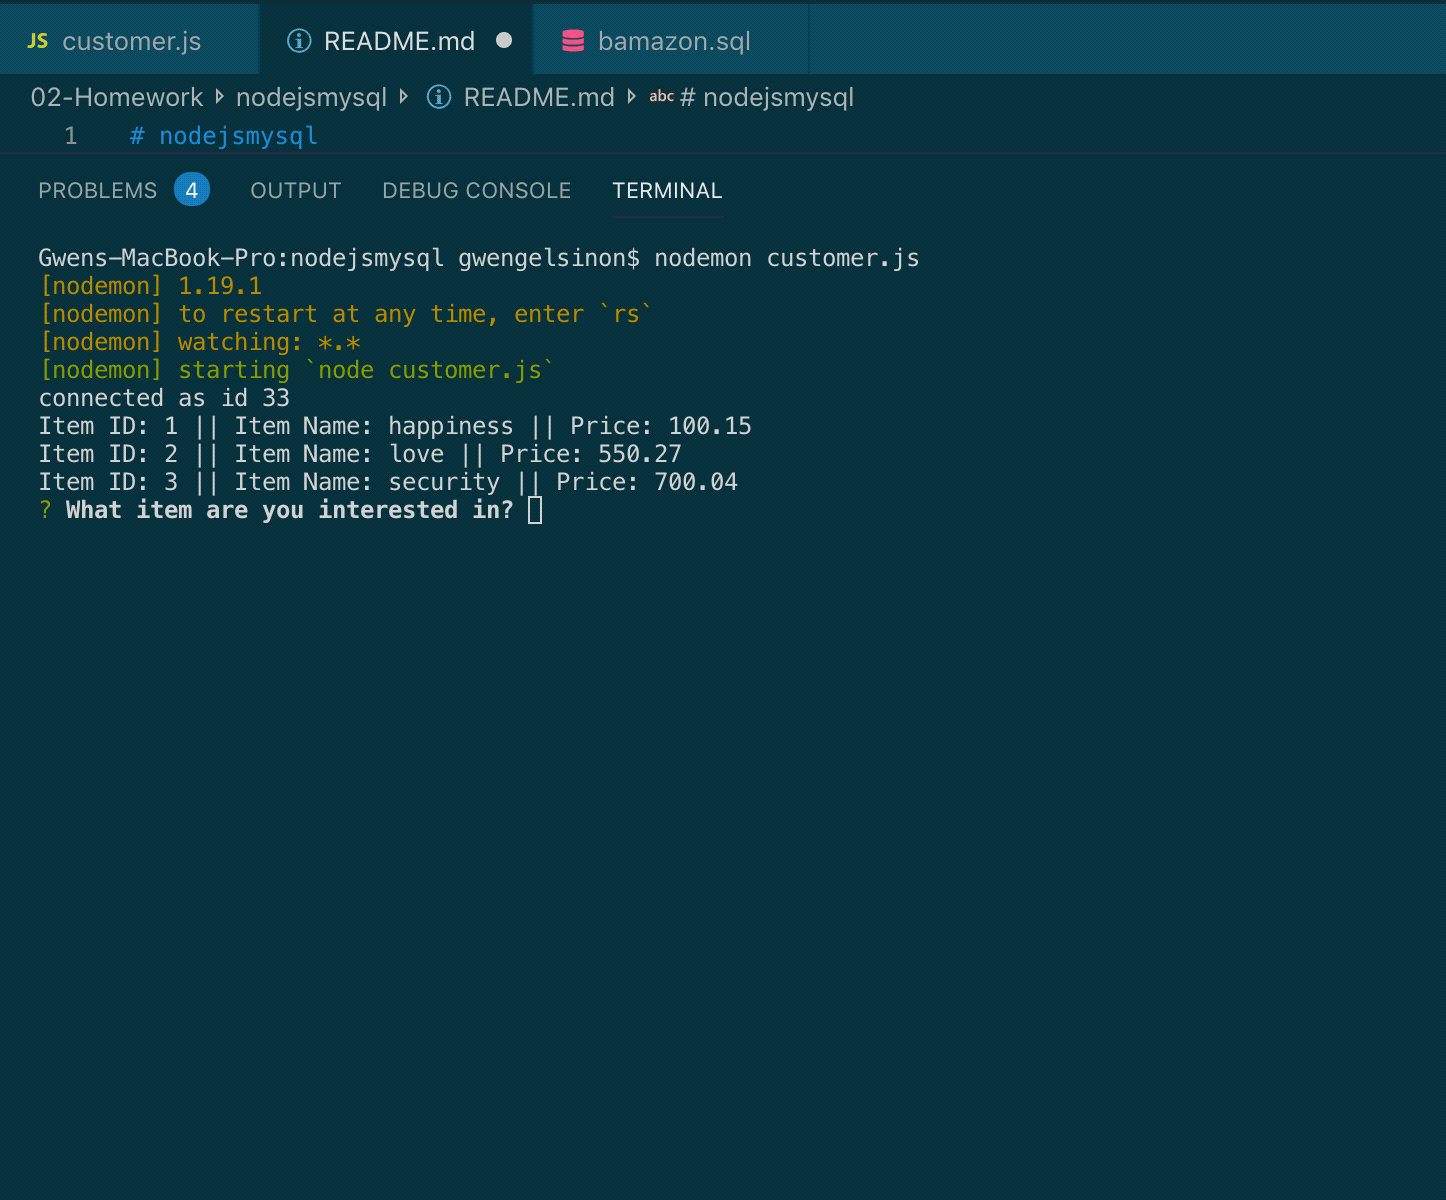 JS customer.js README.md bamazon.sql
02-Homework nodejsmysql README.md abc # nodejsmysql
1 # nodejsmysql
PROBLEMS 4 OUTPUT DEBUG CONSOLE TERMINAL
Gwens-MacBook-Pro:nodejsmysql gwengelsinon$ nodemon customer.js
[nodemon] 1.19.1
[nodemon] to restart at any time, enter `rs`
[nodemon] watching: *.*
[nodemon] starting `node customer.js`
connected as id 33
Item ID: 1 || Item Name: happiness || Price: 100.15
Item ID: 2 || Item Name: love || Price: 550.27
Item ID: 3 || Item Name: security || Price: 700.04
? What item are you interested in?